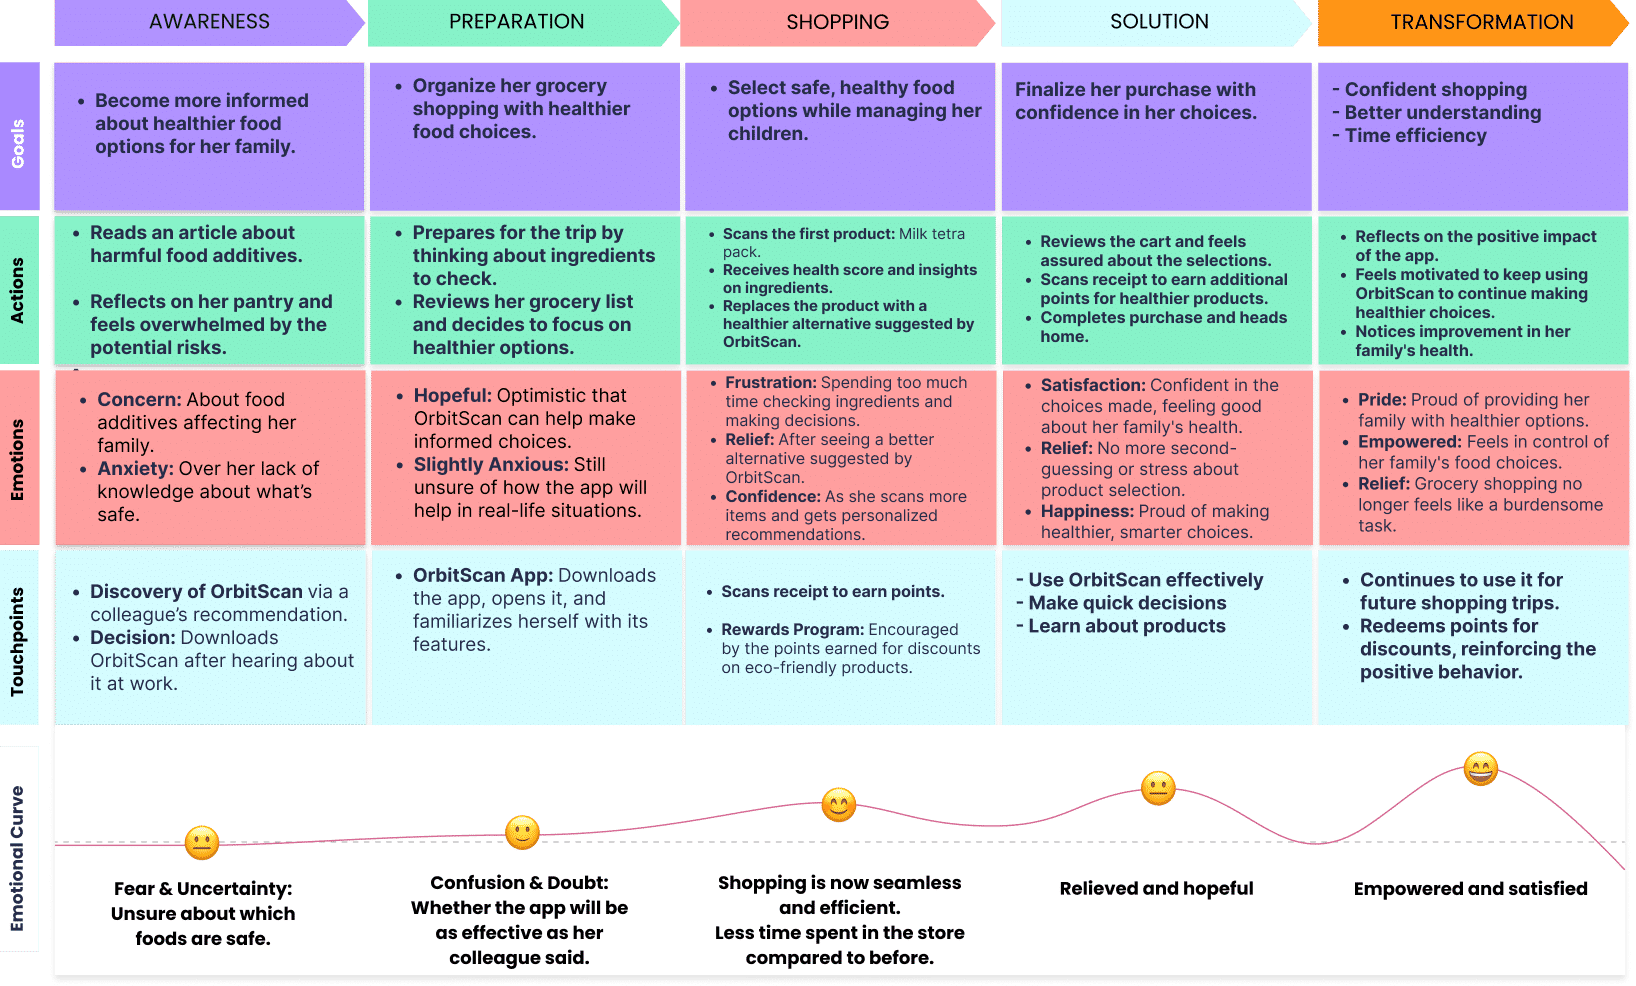 AWARENESS
PREPARATION
SHOPPING
SOLUTION
TRANSFORMATION
Goals
• Become more informed
about healthier food
options for her family.
• Organize her grocery
shopping with healthier
food choices.
• Select safe, healthy food
options while managing her
children.
Finalize her purchase with
confidence in her choices.
- Confident shopping
- Better understanding
- Time efficiency
Actions
• Reads an article about
harmful food additives.
• Reflects on her pantry and
feels overwhelmed by the
potential risks.
• Prepares for the trip by
thinking about ingredients
to check.
• Reviews her grocery list
and decides to focus on
healthier options.
• Scans the first product: Milk tetra
pack.
• Receives health score and insights
on ingredients.
• Replaces the product with a
healthier alternative suggested by
OrbitScan.
• Reviews the cart and feels
assured about the selections.
• Scans receipt to earn additional
points for healthier products.
• Completes purchase and heads
home.
• Reflects on the positive impact
of the app.
• Feels motivated to keep using
OrbitScan to continue making
healthier choices.
• Notices improvement in her
family's health.
Emotions
• Concern: About food
additives affecting her
family.
• Anxiety: Over her lack of
knowledge about what's
safe.
• Hopeful: Optimistic that
OrbitScan can help make
informed choices.
• Slightly Anxious: Still
unsure of how the app will
help in real-life situations.
• Frustration: Spending too much
time checking ingredients and
making decisions.
• Relief: After seeing a better
alternative suggested by
OrbitScan.
• Confidence: As she scans more
items and gets personalized
recommendations.
• Satisfaction: Confident in the
choices made, feeling good
about her family's health.
• Relief: No more second-
guessing or stress about
product selection.
• Happiness: Proud of making
healthier, smarter choices.
• Pride: Proud of providing her
family with healthier options.
• Empowered: Feels in control of
her family's food choices.
• Relief: Grocery shopping no
longer feels like a burdensome
task.
Touchpoints
• Discovery of OrbitScan via a
colleague's recommendation.
• Decision: Downloads
OrbitScan after hearing about
it at work.
• OrbitScan App: Downloads
the app, opens it, and
familiarizes herself with its
features.
• Scans receipt to earn points.
• Rewards Program: Encouraged
by the points earned for discounts
on eco-friendly products.
- Use OrbitScan effectively
- Make quick decisions
- Learn about products
• Continues to use it for
future shopping trips.
• Redeems points for
discounts, reinforcing the
positive behavior.
Emotional Curve
Fear & Uncertainty:
Unsure about which
foods are safe.
Confusion & Doubt:
Whether the app will be
as effective as her
colleague said.
Shopping is now seamless
and efficient.
Less time spent in the store
compared to before.
Relieved and hopeful
Empowered and satisfied